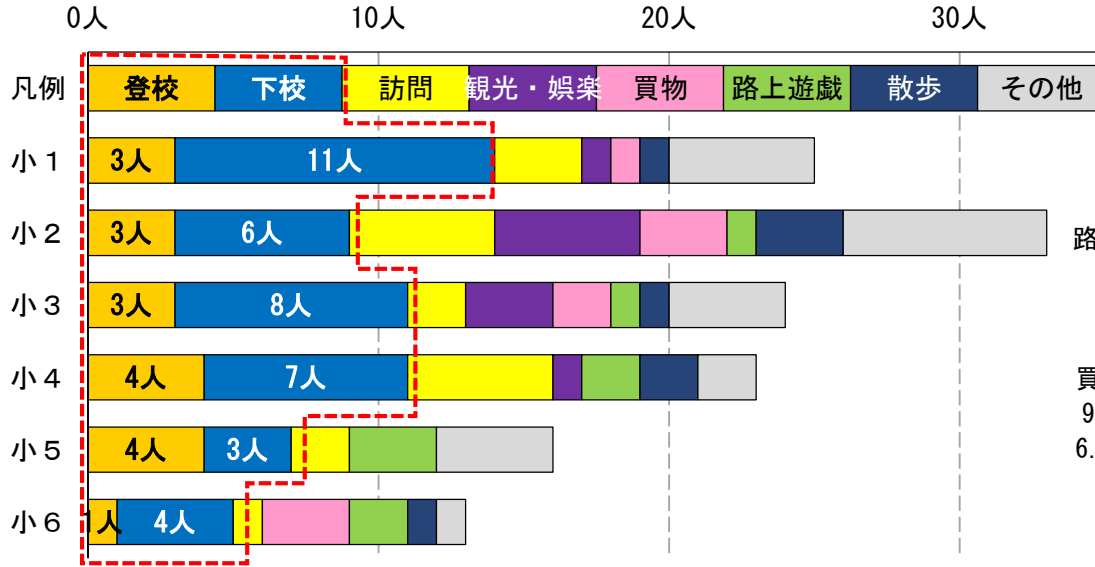 0人 10人 20人 30人
凡例 登校 下校 訪問 観光・娯楽 買物 路上遊戯 散歩 その他
小1 3人 11人
小2 3人 6人
路
小3 3人 8人
小4 4人 7人
買
9
小5 4人 3人
6.
小6 1人 4人